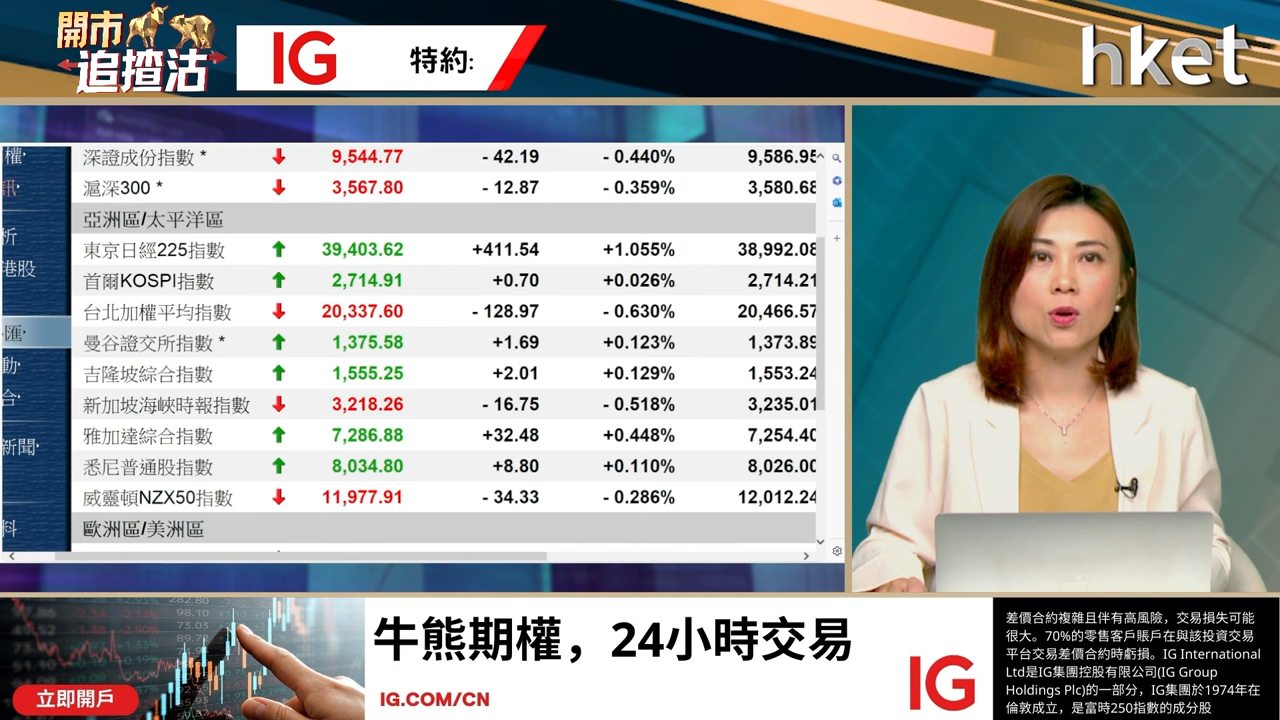 開市
追揸沽
IG
特約:
hket
權
訊
深證成份指數 * 9,544.77 - 42.19 - 0.440% 9,586.95
滬深300 * 3,567.80 - 12.87 - 0.359% 3,580.68
亞洲區/太平洋區
析
東京日經225指數 39,403.62 +411.54 +1.055% 38,992.08
港股
首爾KOSPI指數 2,714.91 +0.70 +0.026% 2,714.21
台北加權平均指數 20,337.60 - 128.97 - 0.630% 20,466.57
匯
曼谷證交所指數 * 1,375.58 +1.69 +0.123% 1,373.89
動
吉隆坡綜合指數 1,555.25 +2.01 +0.129% 1,553.24
合
新加坡海峽時報指數 3,218.26 - 16.75 - 0.518% 3,235.01
雅加達綜合指數 7,286.88 +32.48 +0.448% 7,254.40
新聞
悉尼普通股指數 8,034.80 +8.80 +0.110% 8,026.00
威靈頓NZX50指數 11,977.91 - 34.33 - 0.286% 12,012.24
料
歐洲區/美洲區
立即開戶
牛熊期權，24小時交易
IG.COM/CN
IG
差價合約複雜且伴有高風險，交易損失可能
很大。70%的零售客戶賬戶在與該投資交易
平台交易差價合約時虧損。IG International
Ltd是IG集團控股有限公司(IG Group
Holdings Plc)的一部分，IG集團於1974年在
倫敦成立，是富時250指數的成分股